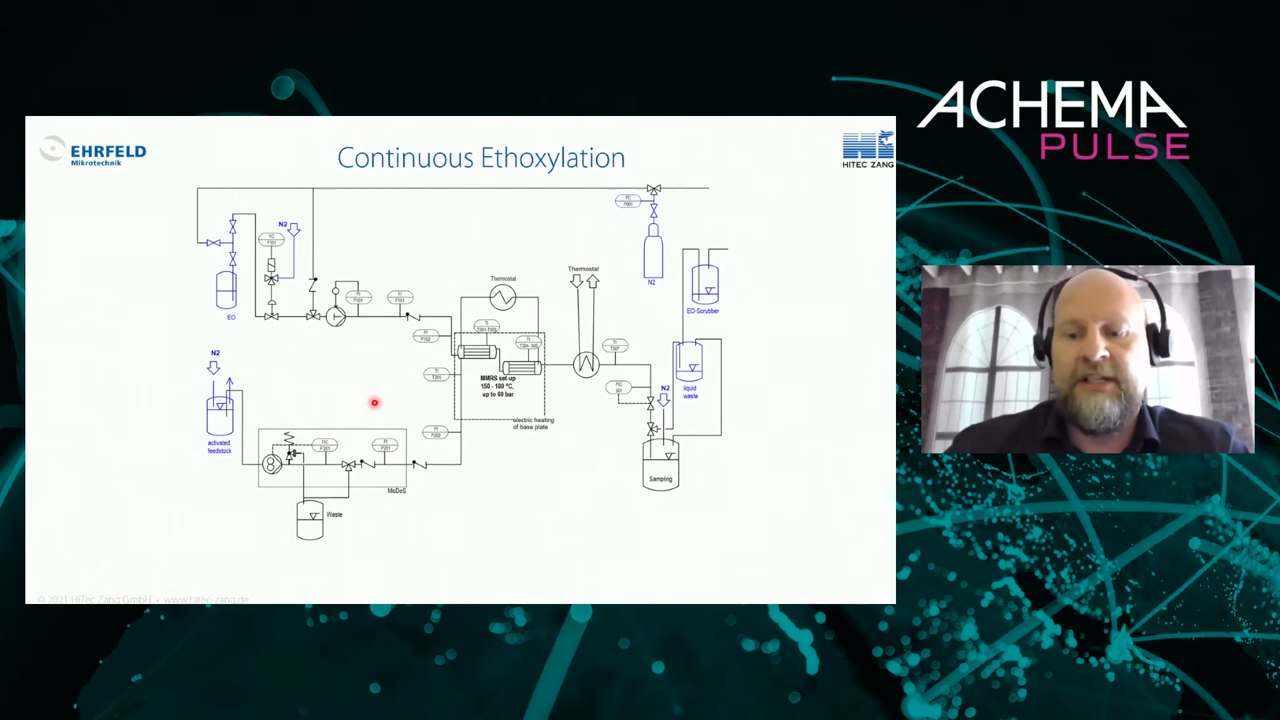 ACHEMA
PULSE
EHRFELD
Mikrotechnik
Continuous Ethoxylation
HITEC ZANG
N2
EO
N2
activated
feedstock
Thermostat
Thermostat
MMRS set-up
150 - 180 °C,
up to 60 bar
electric heating
of base plate
MoDoS
Waste
N2
EO-Scrubber
liquid
waste
N2
Sampling
© 2021 HiTec Zang GmbH • www.hitec-zang.de